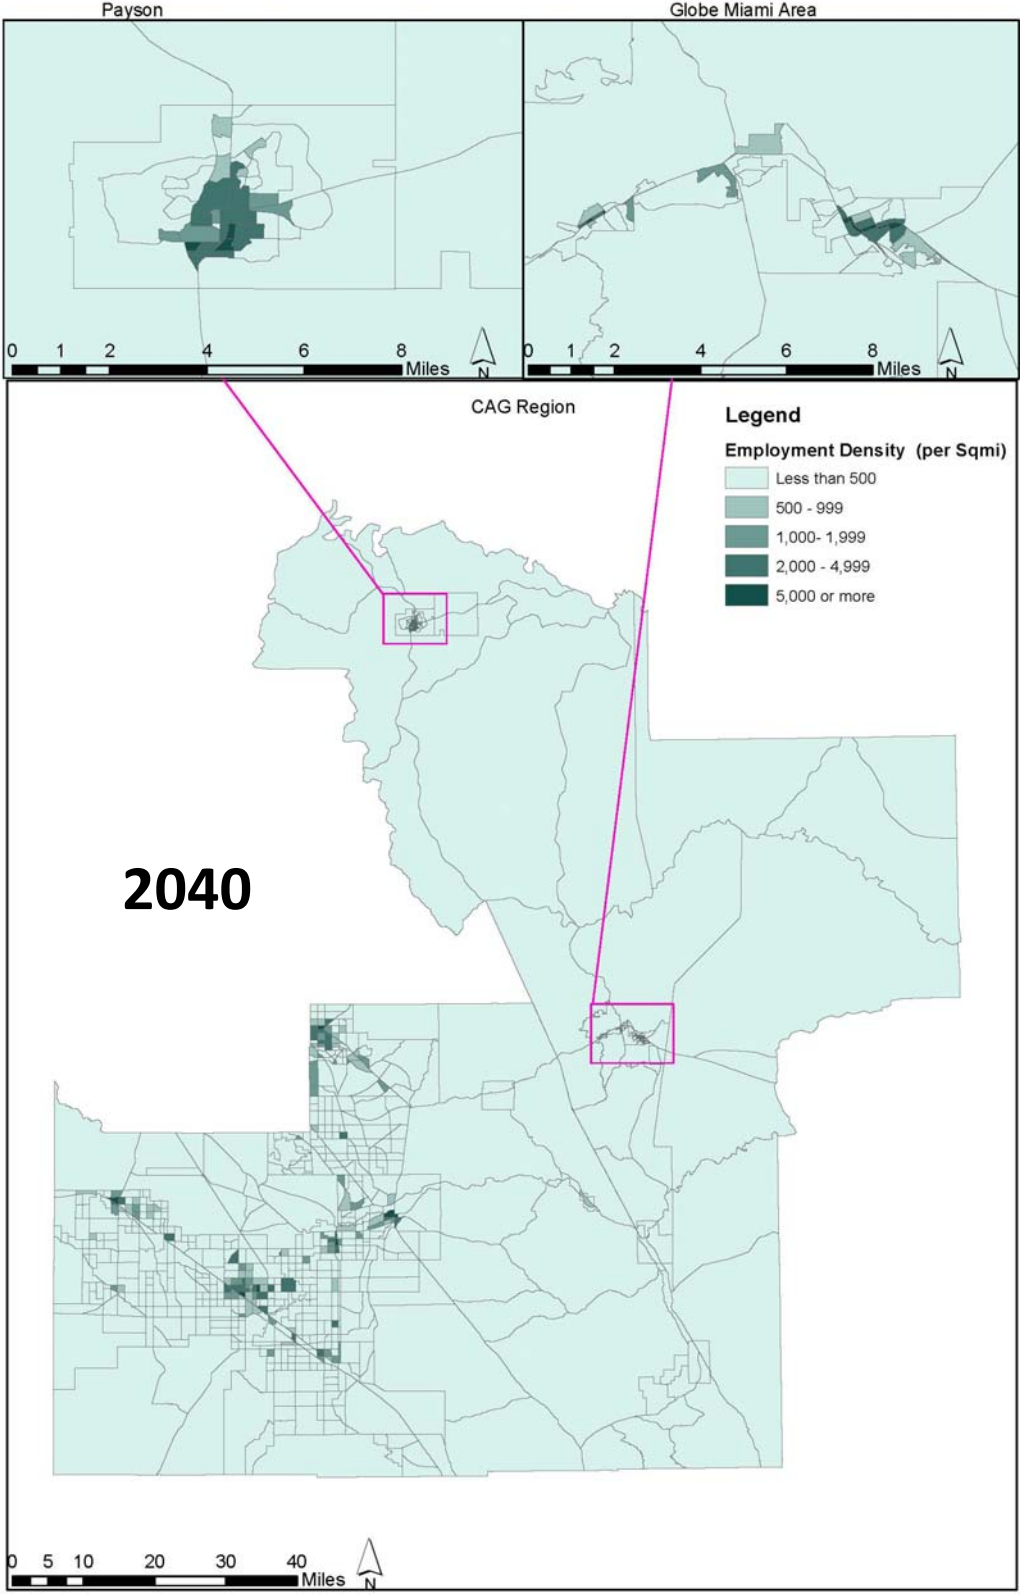 Payson
Globe Miami Area
0 1 2 4 6 8
Miles
N
0 1 2 4 6 8
Miles
N
CAG Region
Legend
Employment Density (per Sqmi)
Less than 500
500 - 999
1,000- 1,999
2,000 - 4,999
5,000 or more
2040
0 5 10 20 30 40
Miles
N